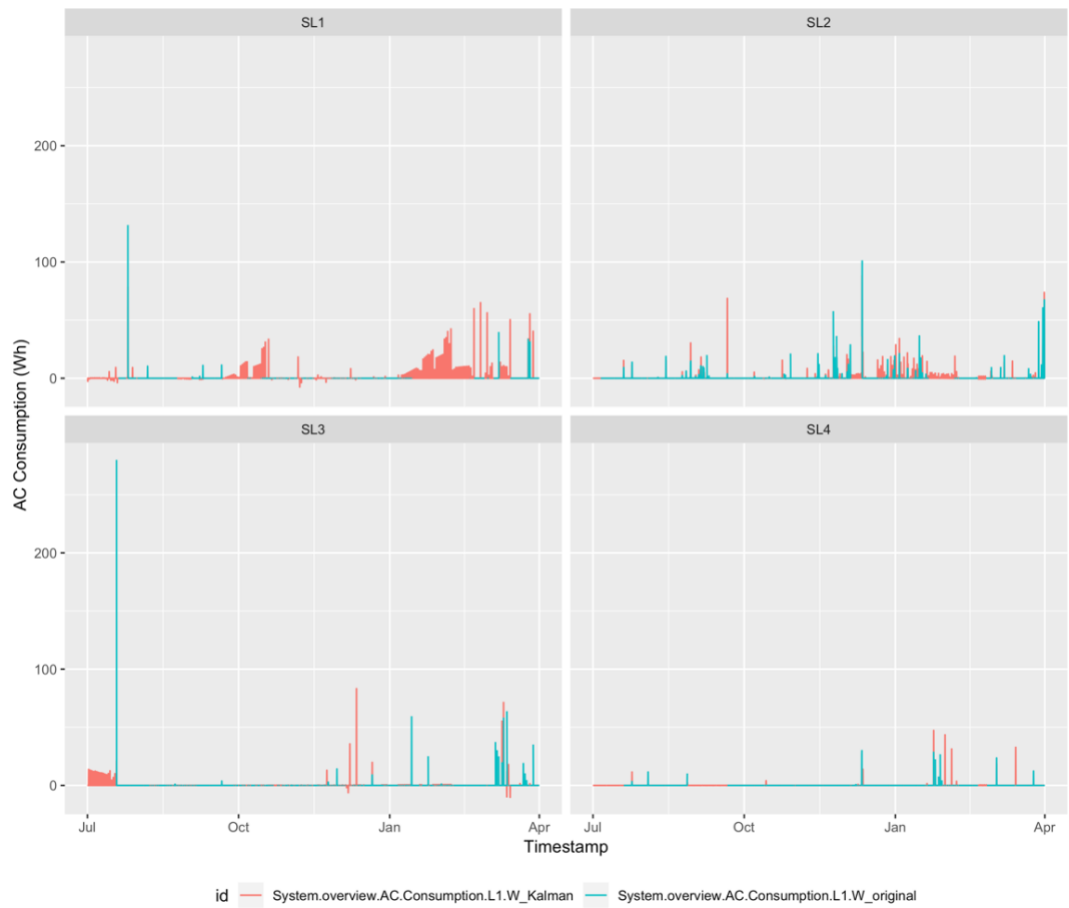 SL1
SL2
200
100
0
SL3
SL4
200
100
0
AC Consumption (Wh)
Jul
Oct
Jan
Apr
Jul
Oct
Jan
Apr
Timestamp
id
System.overview.AC.Consumption.L1.W_Kalman
System.overview.AC.Consumption.L1.W_original